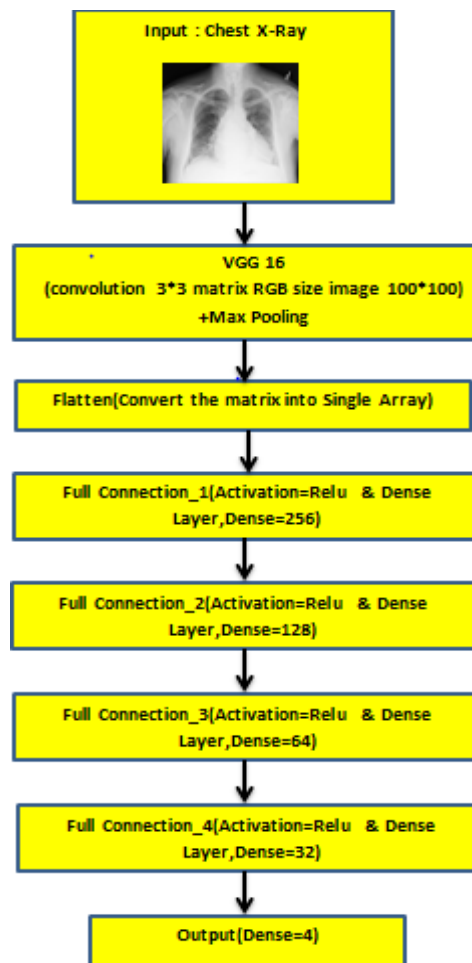 Input : Chest X-Ray
VGG 16
(convolution 3*3 matrix RGB size image 100*100)
+Max Pooling
Flatten(Convert the matrix into Single Array)
Full Connection_1(Activation=Relu & Dense
Layer,Dense=256)
Full Connection_2(Activation=Relu & Dense
Layer,Dense=128)
Full Connection_3(Activation=Relu & Dense
Layer,Dense=64)
Full Connection_4(Activation=Relu & Dense
Layer,Dense=32)
Output(Dense=4)